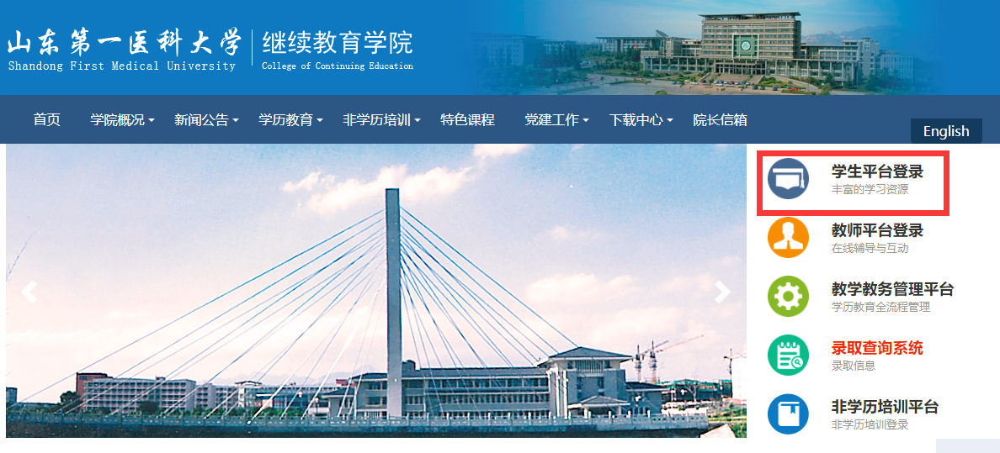 山东第一医科大学
Shandong First Medical University
继续教育学院
College of Continuing Education
首页 学院概况 新闻公告 学历教育 非学历培训 特色课程 党建工作 下载中心 院长信箱
English
学生平台登录
丰富的学习资源
教师平台登录
在线辅导与互动
教学教务管理平台
学历教育全流程管理
录取查询系统
录取信息
非学历培训平台
非学历培训登录